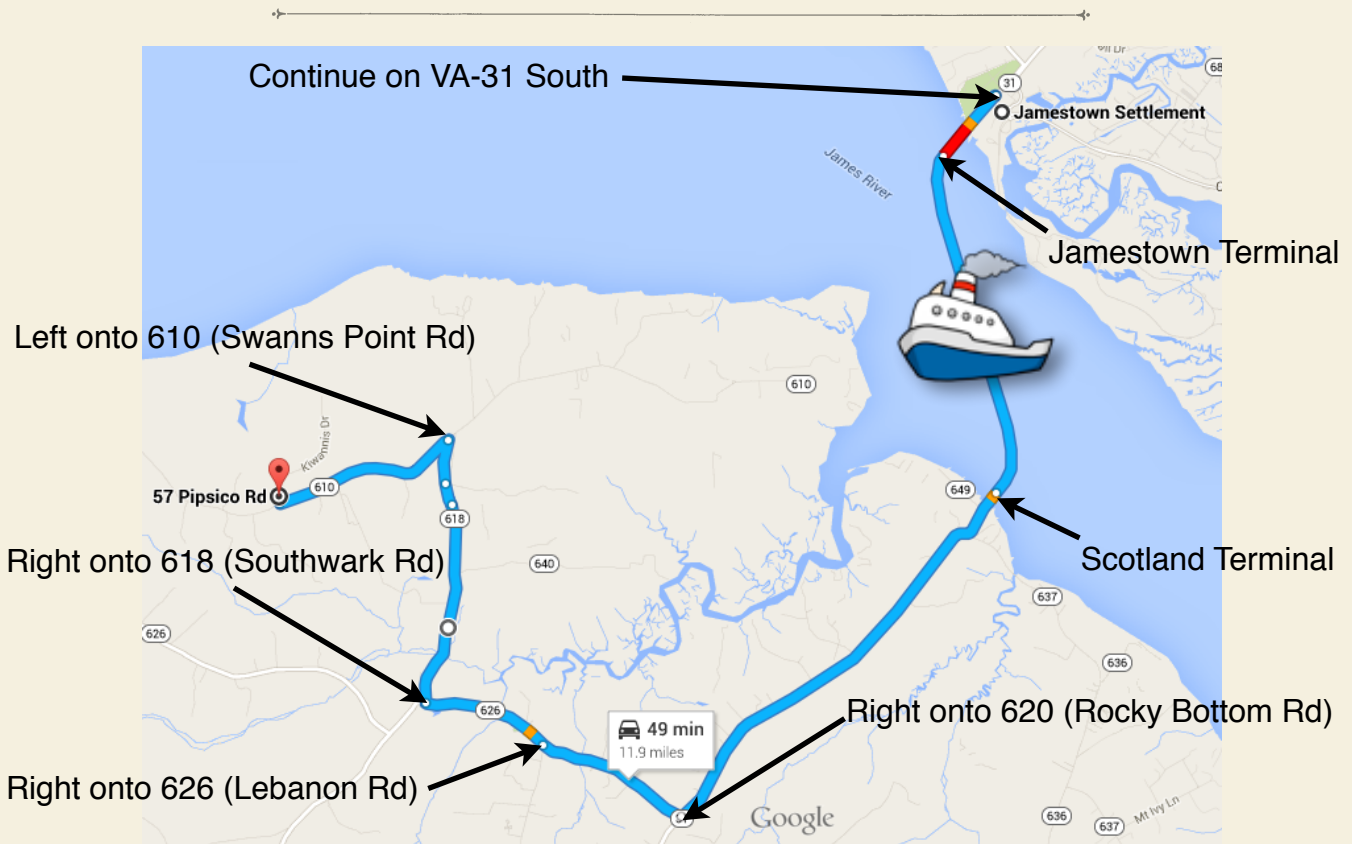 Continue on VA-31 South
31
68
Jamestown Settlement
James River
Jamestown Terminal
Left onto 610 (Swanns Point Rd)
610
Kiwannis Dr
57 Pipsico Rd
610
649
618
Scotland Terminal
Right onto 618 (Southwark Rd)
640
637
626
636
626
Right onto 620 (Rocky Bottom Rd)
49 min
11.9 miles
Right onto 626 (Lebanon Rd)
Google
636
637
Mt Ivy Ln